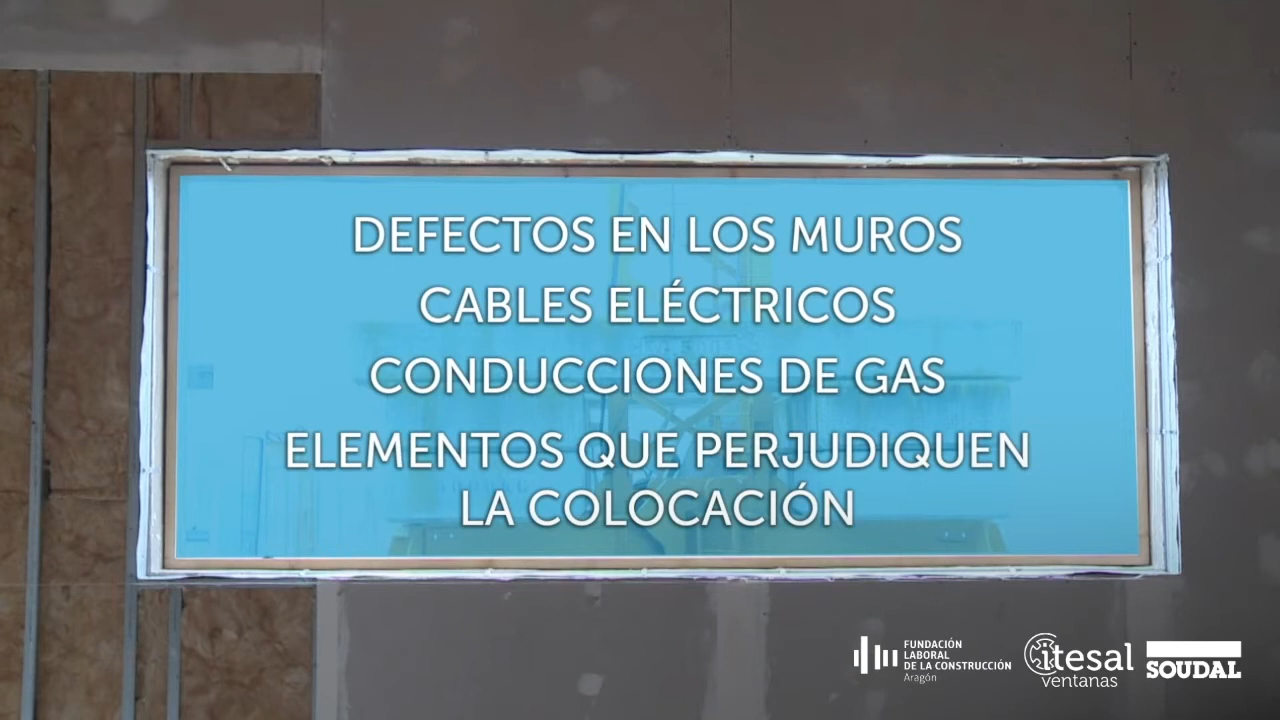 DEFECTOS EN LOS MUROS
CABLES ELÉCTRICOS
CONDUCCIONES DE GAS
ELEMENTOS QUE PERJUDIQUEN
LA COLOCACIÓN
FUNDACIÓN
LABORAL
DE LA CONSTRUCCIÓN
Aragón
itesal
ventanas
SOUDAL